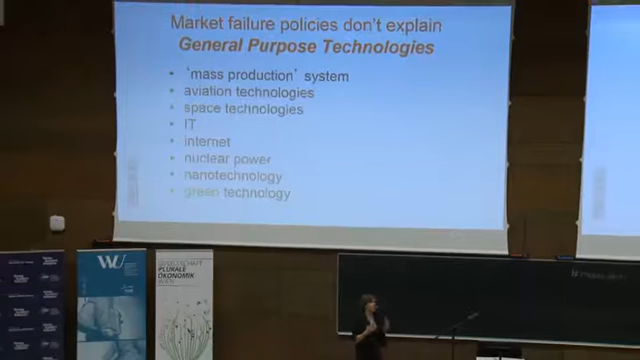 Market failure policies don't explain
General Purpose Technologies
• 'mass production' system
• aviation technologies
• space technologies
• IT
• internet
• nuclear power
• nanotechnology
• green technology
WU
GESELLSCHAFT
PLURALE
ÖKONOMIK
WIEN